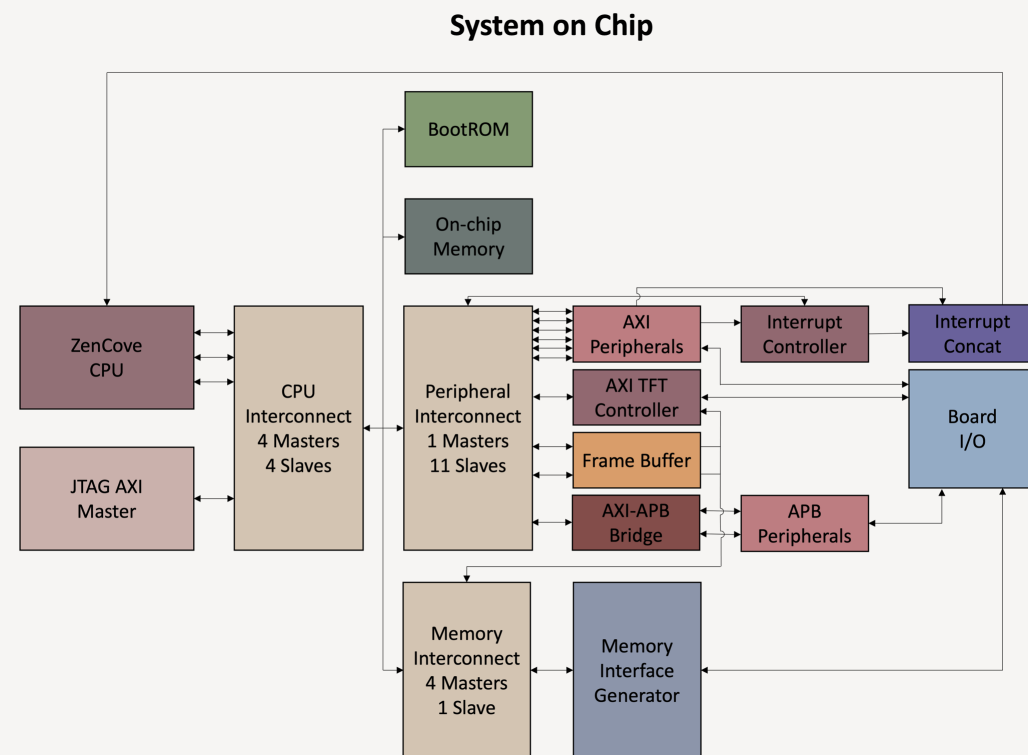 System on Chip
BootROM
On-chip
Memory
ZenCove
CPU
JTAG AXI
Master
CPU
Interconnect
4 Masters
4 Slaves
Peripheral
Interconnect
1 Masters
11 Slaves
AXI
Peripherals
Interrupt
Controller
Interrupt
Concat
AXI TFT
Controller
Board
I/O
Frame Buffer
AXI-APB
Bridge
APB
Peripherals
Memory
Interconnect
4 Masters
1 Slave
Memory
Interface
Generator